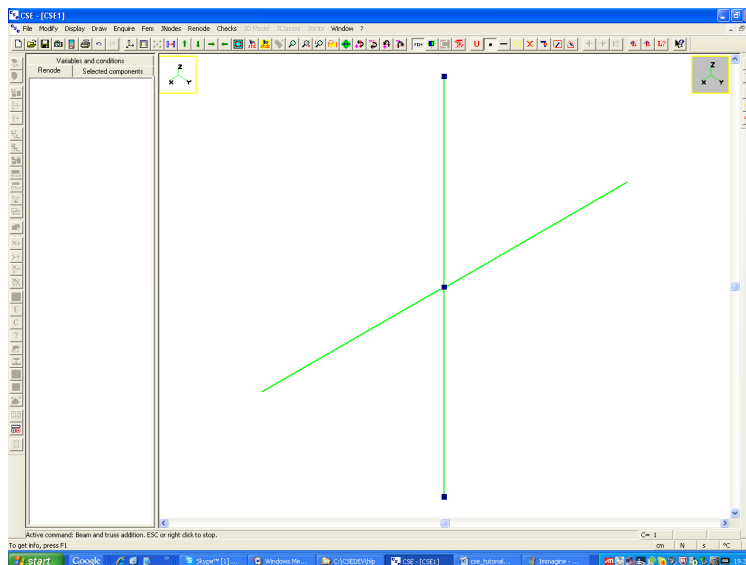 CSE - [CSE1]
File Modify Display Draw Enquire Fem JNodes Renode Checks 3D Model JClasses Joints Window ?
Variables and conditions
Renode Selected components
Z
X Y
Z
X Y
Active command: Beam and truss addition. ESC or right click to stop.
C= 1
To get info, press F1
cm N s °C
start Google Skype™ [1] ... Windows Me... C:\CSEDEV\hlp CSE - [CSE1] cse_tutorial... Immagine - ...